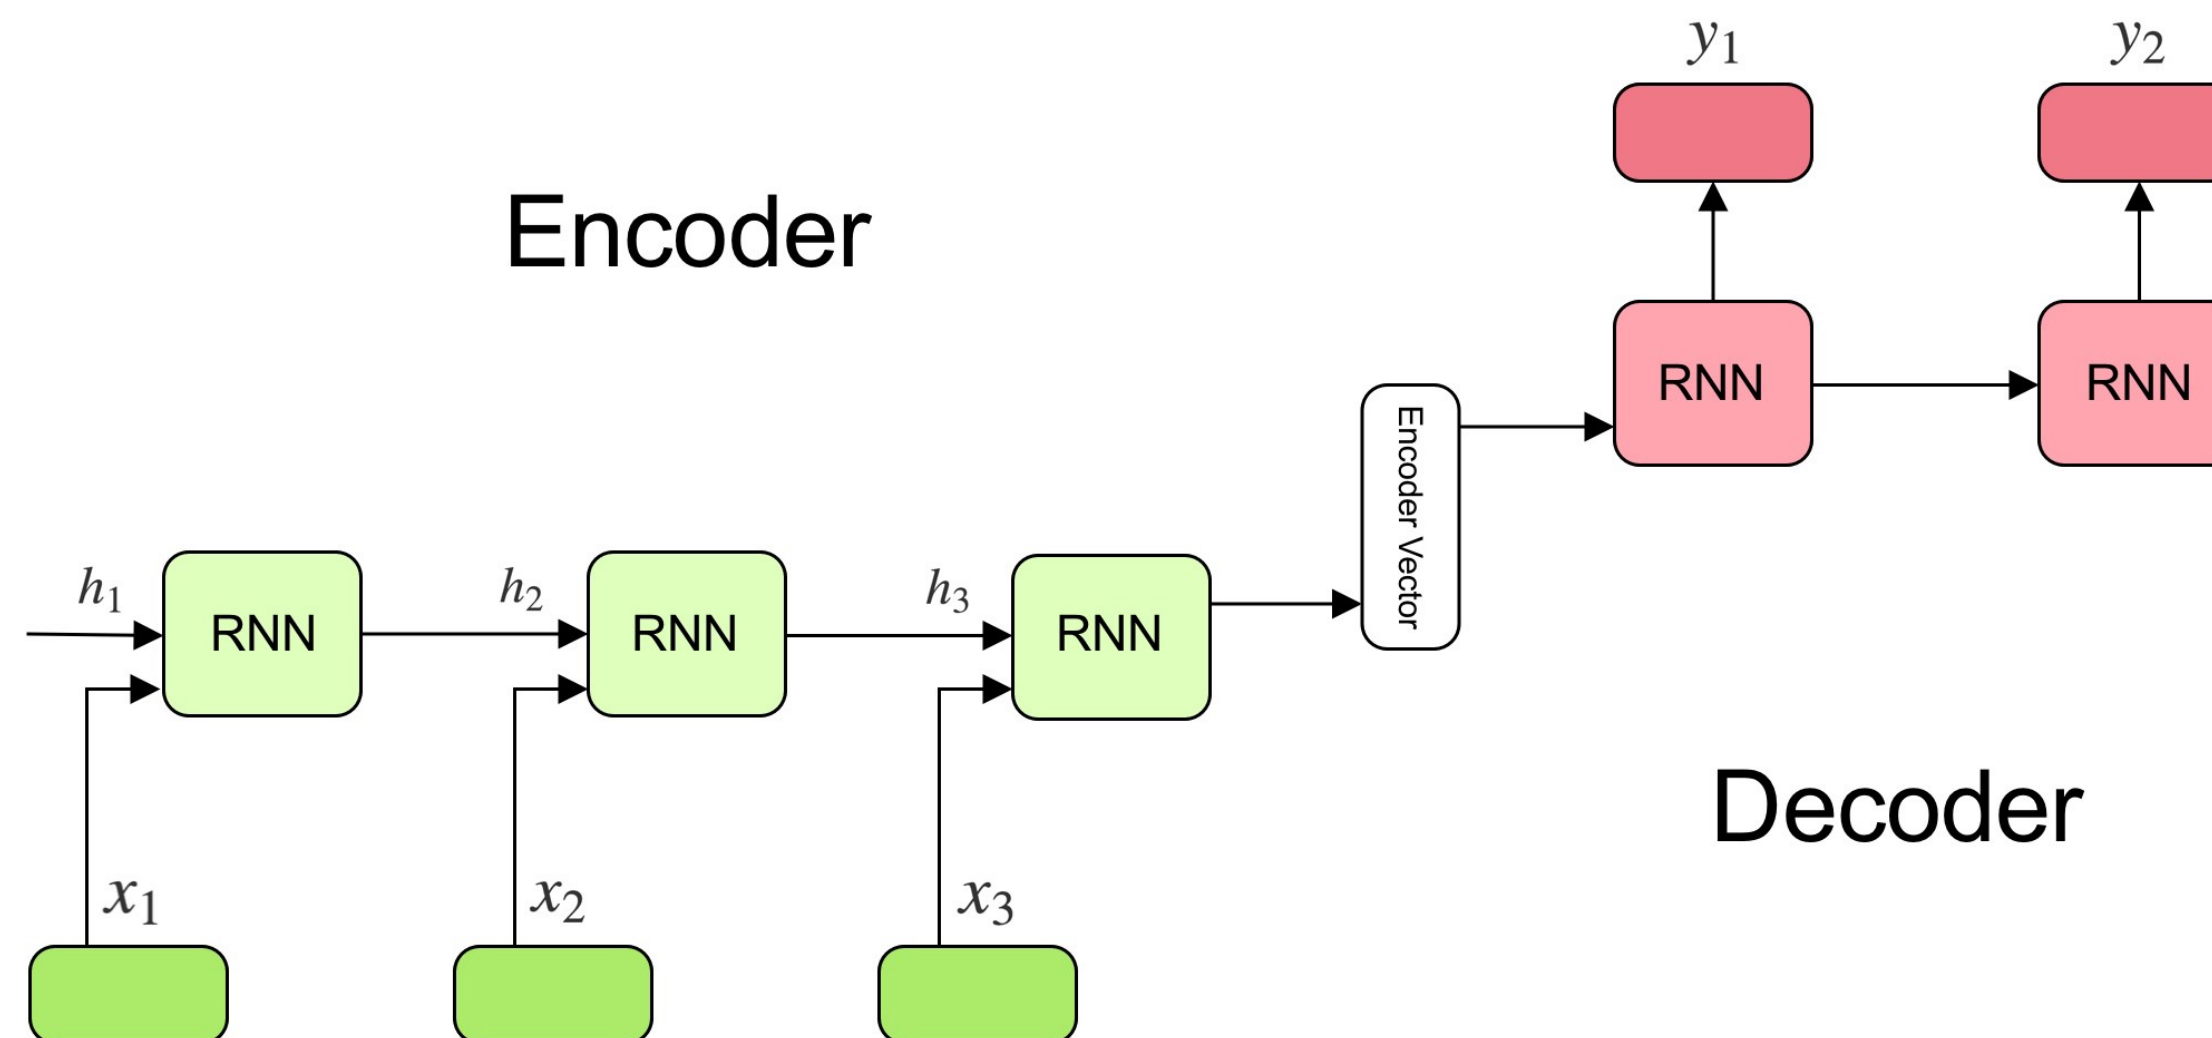 y₁
y₂
Encoder
RNN
RNN
Encoder Vector
h₁
h₂
h₃
RNN
RNN
RNN
Decoder
x₁
x₂
x₃